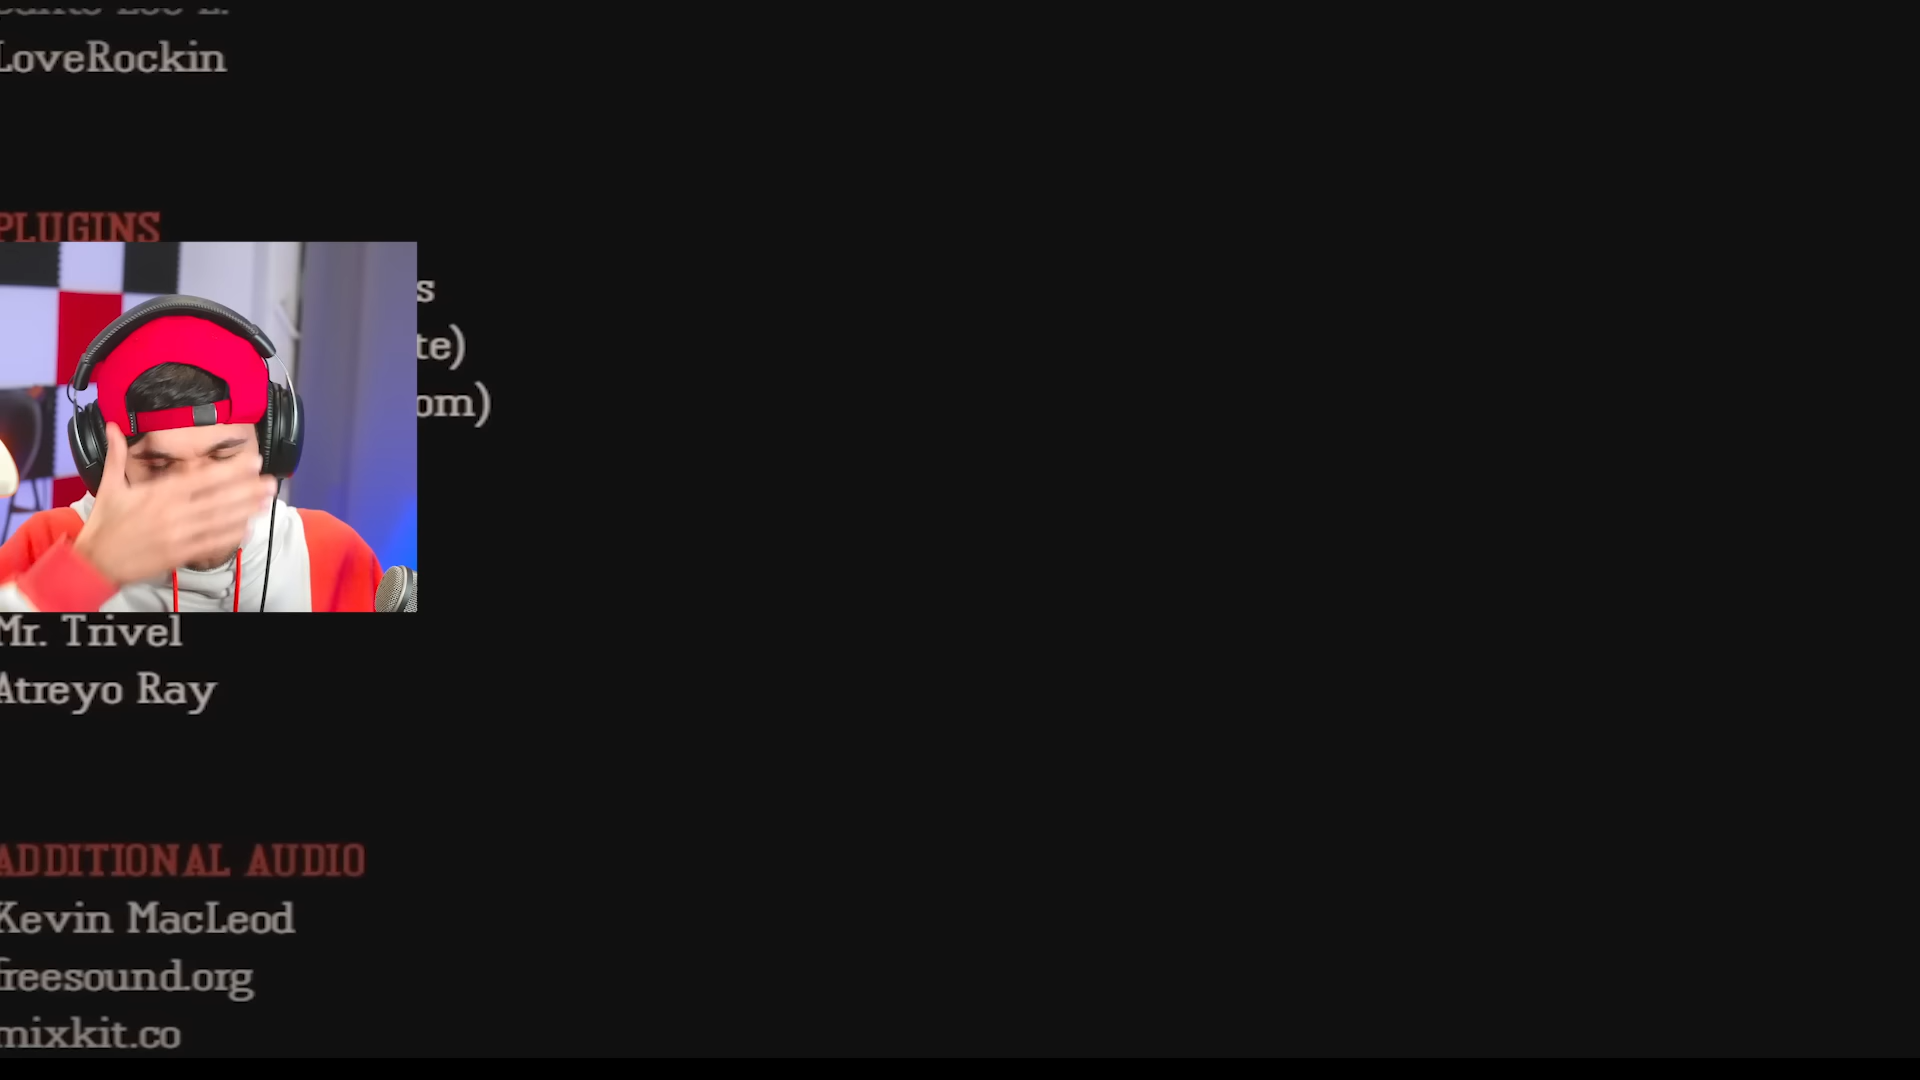 LoveRockin
PLUGINS
s
te)
om)
Mr. Trivel
Atreyo Ray
ADDITIONAL AUDIO
Kevin MacLeod
freesound.org
mixkit.co